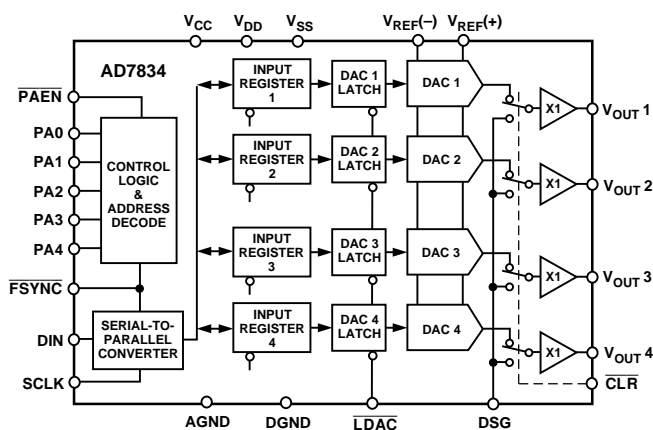 VCC VDD VSS VREF(–) VREF(+)
AD7834
PAEN
PA0
PA1
PA2
PA3
PA4
FSYNC
DIN
SCLK
CONTROL
LOGIC
&
ADDRESS
DECODE
SERIAL-TO-
PARALLEL
CONVERTER
INPUT
REGISTER
1
DAC 1
LATCH
DAC 1
X1
VOUT 1
INPUT
REGISTER
2
DAC 2
LATCH
DAC 2
X1
VOUT 2
INPUT
REGISTER
3
DAC 3
LATCH
DAC 3
X1
VOUT 3
INPUT
REGISTER
4
DAC 4
LATCH
DAC 4
X1
VOUT 4
CLR
AGND DGND LDAC DSG